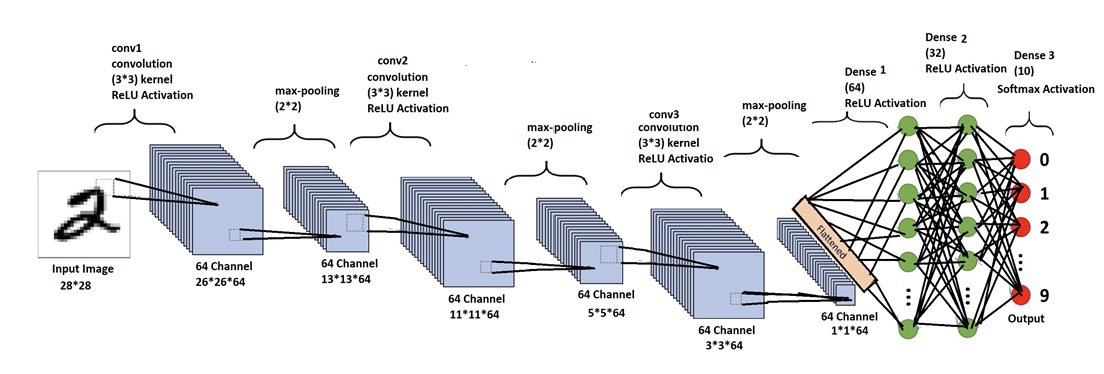 conv1
convolution
(3*3) kernel
ReLU Activation
max-pooling
(2*2)
conv2
convolution
(3*3) kernel
ReLU Activation
max-pooling
(2*2)
conv3
convolution
(3*3) kernel
ReLU Activatio
max-pooling
(2*2)
Dense 1
(64)
ReLU Activation
Dense 2
(32)
ReLU Activation
Dense 3
(10)
Softmax Activation
2
Input Image
28*28
64 Channel
26*26*64
64 Channel
13*13*64
64 Channel
11*11*64
64 Channel
5*5*64
64 Channel
3*3*64
64 Channel
1*1*64
Flattened
0
1
2
9
Output